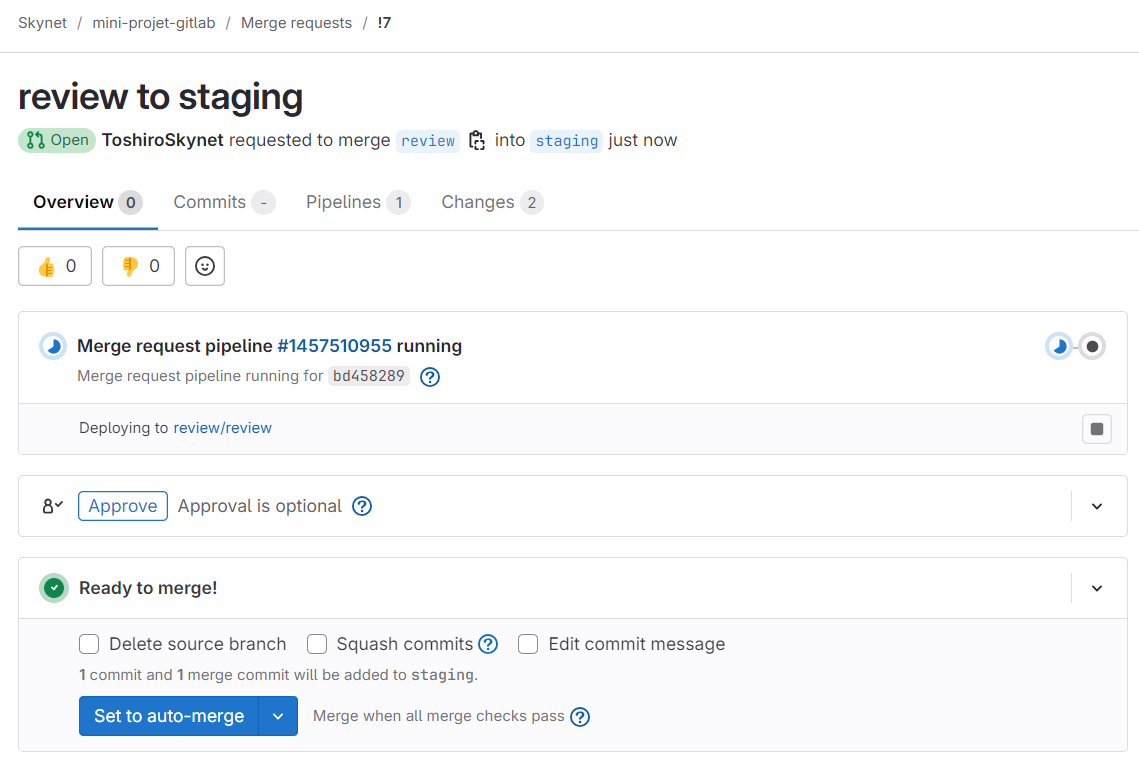 Skynet / mini-projet-gitlab / Merge requests / !7
review to staging
Open ToshiroSkynet requested to merge review into staging just now
Overview 0 Commits - Pipelines 1 Changes 2
0 0
Merge request pipeline #1457510955 running
Merge request pipeline running for bd458289 ?
Deploying to review/review
Approve Approval is optional ?
Ready to merge!
Delete source branch Squash commits ? Edit commit message
1 commit and 1 merge commit will be added to staging.
Set to auto-merge Merge when all merge checks pass ?